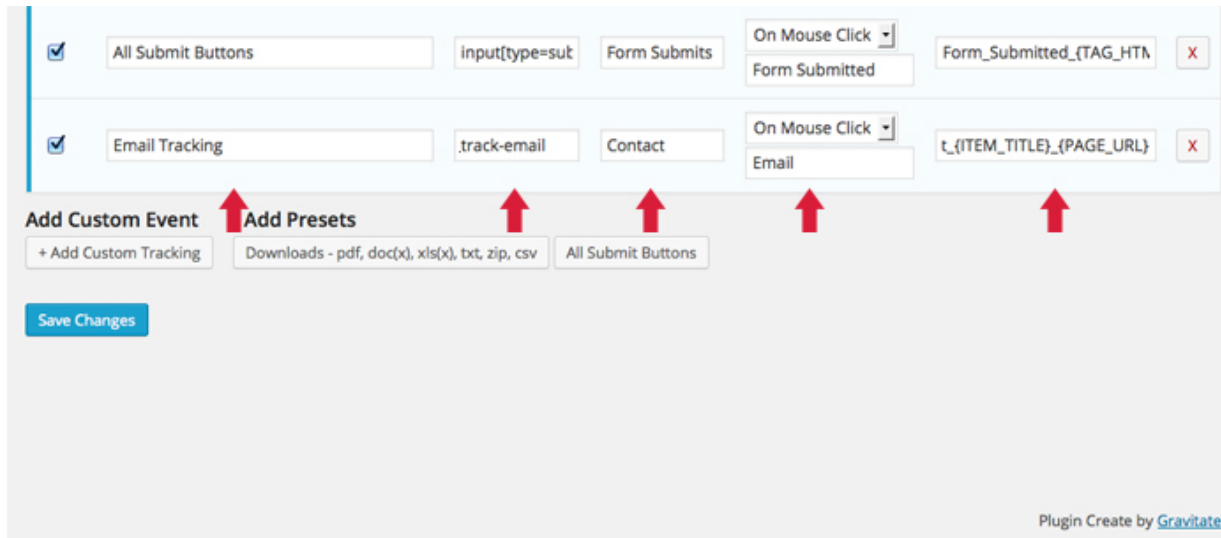 All Submit Buttons
input[type=sub
Form Submits
On Mouse Click
Form Submitted
Form_Submitted_{TAG_HTM
X
Email Tracking
.track-email
Contact
On Mouse Click
Email
t_{ITEM_TITLE}_{PAGE_URL}
X
Add Custom Event
Add Presets
+ Add Custom Tracking
Downloads - pdf, doc(x), xls(x), txt, zip, csv
All Submit Buttons
Save Changes
Plugin Create by Gravitate